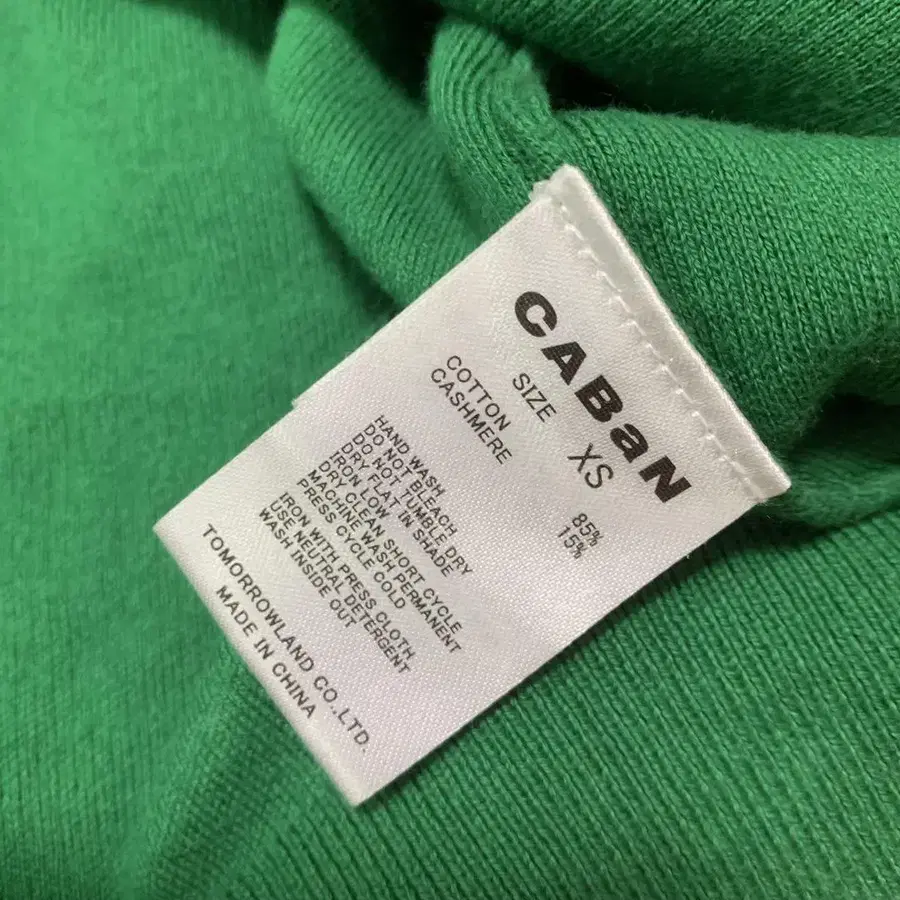 CABaN
SIZE XS
COTTON 85%
CASHMERE 15%
HAND WASH
DO NOT BLEACH
DO NOT TUMBLE DRY
DRY FLAT IN SHADE
IRON LOW
DRY CLEAN SHORT CYCLE
MACHINE WASH PERMANENT
PRESS CYCLE COLD
IRON WITH PRESS CLOTH
USE NEUTRAL DETERGENT
WASH INSIDE OUT
TOMORROWLAND CO.,LTD.
MADE IN CHINA